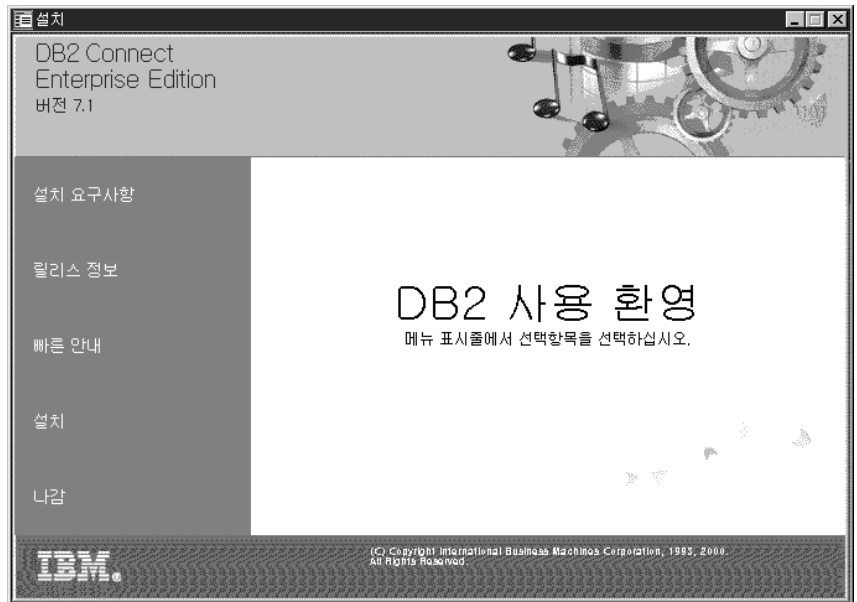 설치
DB2 Connect
Enterprise Edition
버전 7.1
설치 요구사항
릴리스 정보
빠른 안내
설치
나감
DB2 사용 환영
메뉴 표시줄에서 선택항목을 선택하십시오.
IBM
(C) Copyright International Business Machines Corporation, 1993, 2000.
All Rights Reserved.